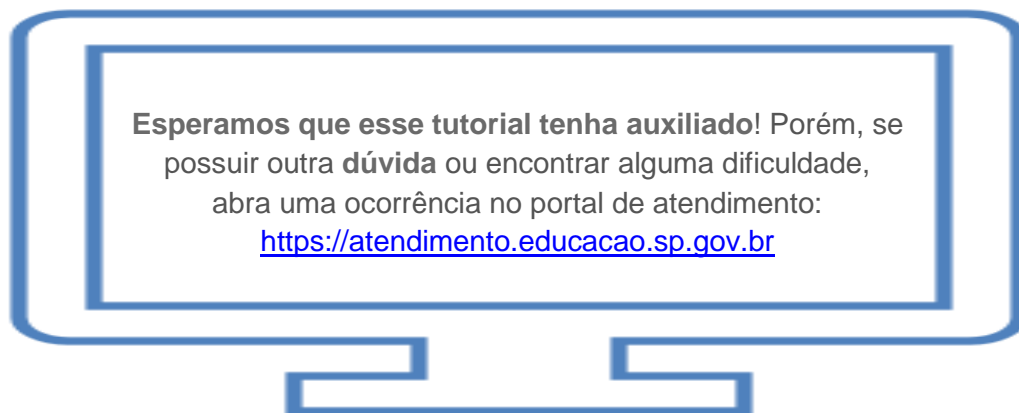 Esperamos que esse tutorial tenha auxiliado! Porém, se
possuir outra dúvida ou encontrar alguma dificuldade,
abra uma ocorrência no portal de atendimento:
https://atendimento.educacao.sp.gov.br